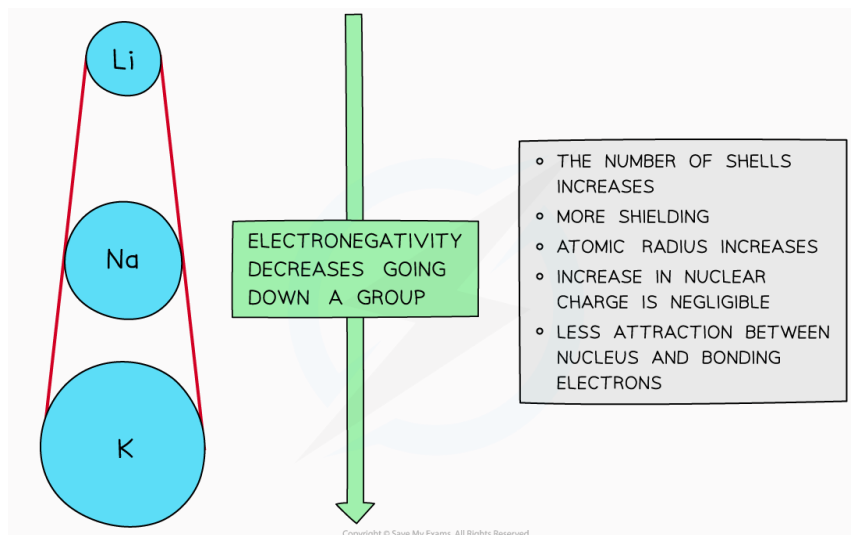 Li
Na
K
ELECTRONEGATIVITY
DECREASES GOING
DOWN A GROUP
THE NUMBER OF SHELLS
INCREASES
MORE SHIELDING
ATOMIC RADIUS INCREASES
INCREASE IN NUCLEAR
CHARGE IS NEGLIGIBLE
LESS ATTRACTION BETWEEN
NUCLEUS AND BONDING
ELECTRONS
Copyright © Save My Exams. All Rights Reserved